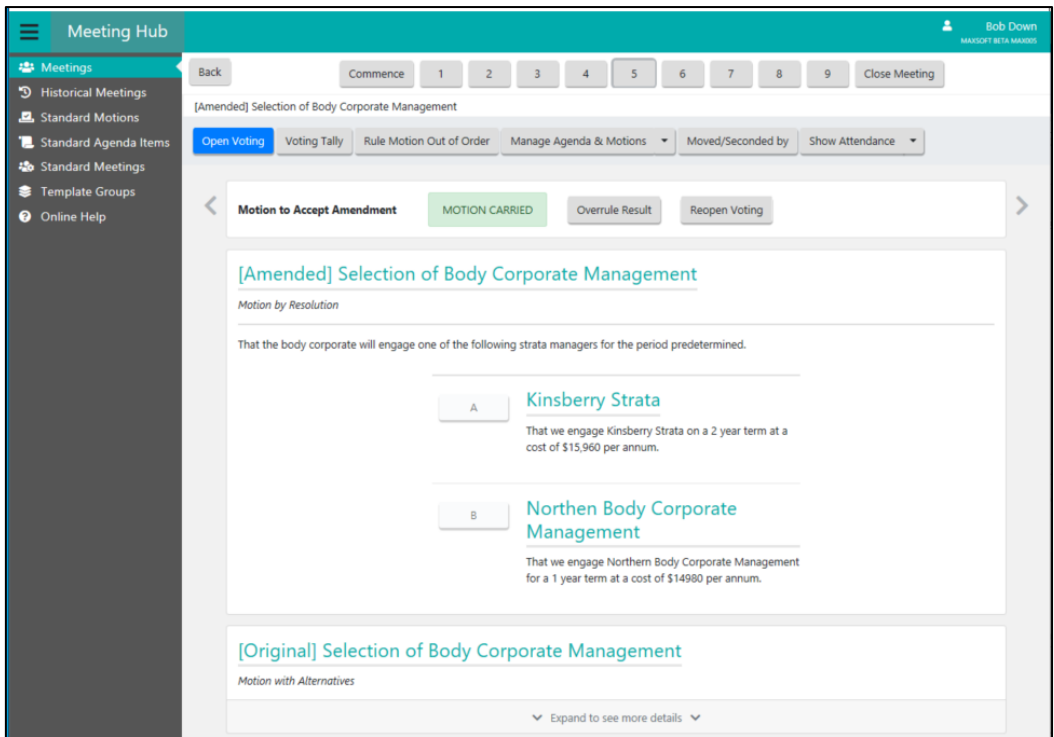 Meeting Hub
Bob Down
MAXSOFT BETA MAXI005
Meetings
Historical Meetings
Standard Motions
Standard Agenda Items
Standard Meetings
Template Groups
Online Help
Back
Commence 1 2 3 4 5 6 7 8 9 Close Meeting
[Amended] Selection of Body Corporate Management
Open Voting Voting Tally Rule Motion Out of Order Manage Agenda & Motions Moved/Seconded by Show Attendance
Motion to Accept Amendment MOTION CARRIED Overrule Result Reopen Voting
[Amended] Selection of Body Corporate Management
Motion by Resolution
That the body corporate will engage one of the following strata managers for the period predetermined.
A
Kinsberry Strata
That we engage Kinsberry Strata on a 2 year term at a
cost of $15,960 per annum.
B
Northen Body Corporate
Management
That we engage Northern Body Corporate Management
for a 1 year term at a cost of $14980 per annum.
[Original] Selection of Body Corporate Management
Motion with Alternatives
Expand to see more details